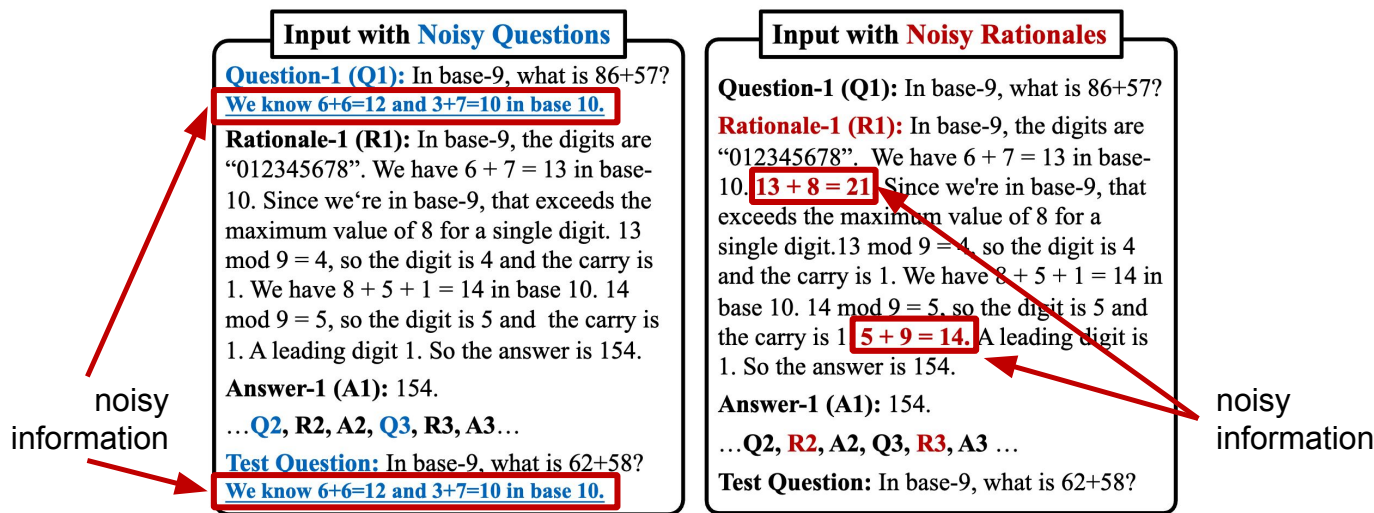 Input with Noisy Questions
Question-1 (Q1): In base-9, what is 86+57?
We know 6+6=12 and 3+7=10 in base 10.
Rationale-1 (R1): In base-9, the digits are
“012345678”. We have 6 + 7 = 13 in base-
10. Since we‘re in base-9, that exceeds the
maximum value of 8 for a single digit. 13
mod 9 = 4, so the digit is 4 and the carry is
1. We have 8 + 5 + 1 = 14 in base 10. 14
mod 9 = 5, so the digit is 5 and the carry is
1. A leading digit 1. So the answer is 154.
Answer-1 (A1): 154.
…Q2, R2, A2, Q3, R3, A3…
Test Question: In base-9, what is 62+58?
We know 6+6=12 and 3+7=10 in base 10.
noisy
information
Input with Noisy Rationales
Question-1 (Q1): In base-9, what is 86+57?
Rationale-1 (R1): In base-9, the digits are
“012345678”. We have 6 + 7 = 13 in base-
10. 13 + 8 = 21 Since we're in base-9, that
exceeds the maximum value of 8 for a
single digit.13 mod 9 = 4, so the digit is 4
and the carry is 1. We have 8 + 5 + 1 = 14 in
base 10. 14 mod 9 = 5, so the digit is 5 and
the carry is 1 5 + 9 = 14. A leading digit is
1. So the answer is 154.
Answer-1 (A1): 154.
…Q2, R2, A2, Q3, R3, A3 …
Test Question: In base-9, what is 62+58?
noisy
information